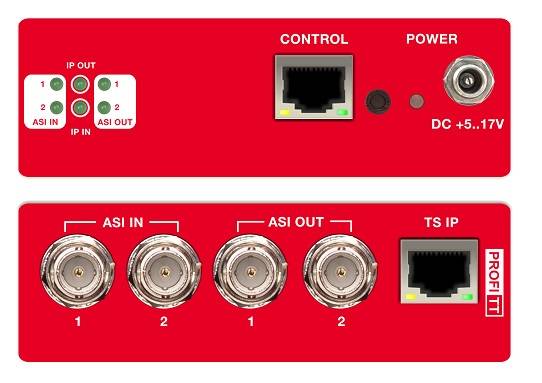 CONTROL
POWER
IP OUT
1
1
2
2
ASI IN
ASI OUT
IP IN
DC +5..17V
ASI IN
ASI OUT
TS IP
1
2
1
2
PROFITT